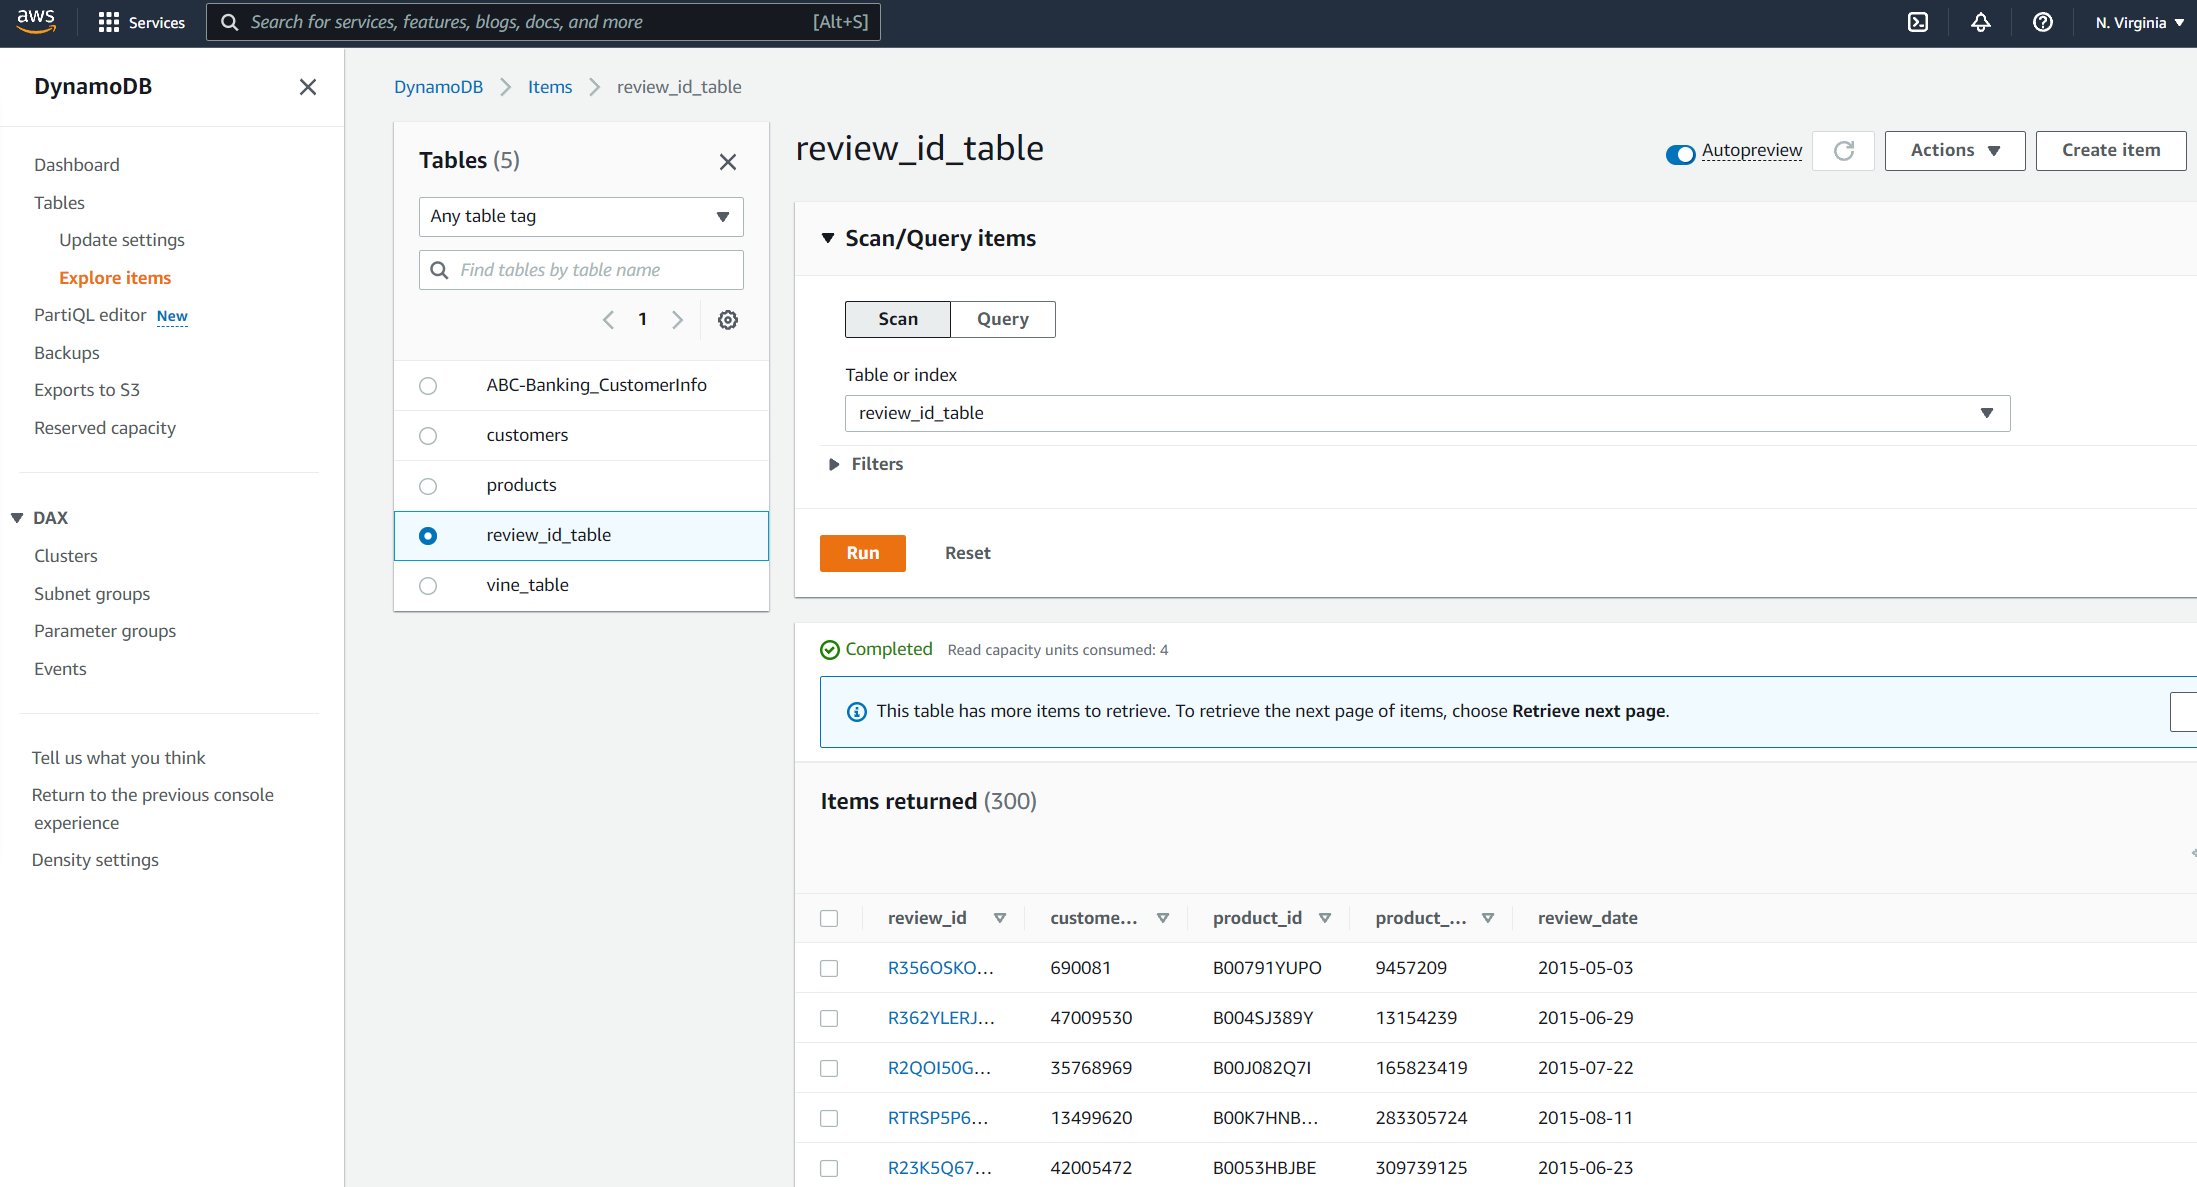 aws
Services
Search for services, features, blogs, docs, and more
[Alt+S]
N. Virginia
DynamoDB
Dashboard
Tables
Update settings
Explore items
PartiQL editor New
Backups
Exports to S3
Reserved capacity
DAX
Clusters
Subnet groups
Parameter groups
Events
Tell us what you think
Return to the previous console
experience
Density settings
DynamoDB Items review_id_table
Tables (5)
Any table tag
Find tables by table name
1
ABC-Banking_CustomerInfo
customers
products
review_id_table
vine_table
review_id_table
Autopreview
Actions
Create item
Scan/Query items
Scan Query
Table or index
review_id_table
Filters
Run Reset
Completed Read capacity units consumed: 4
This table has more items to retrieve. To retrieve the next page of items, choose Retrieve next page.
Items returned (300)
review_id custome... product_id product_... review_date
R356OSKO... 690081 B00791YUPO 9457209 2015-05-03
R362YLERJ... 47009530 B004SJ389Y 13154239 2015-06-29
R2QOI50G... 35768969 B00J082Q7I 165823419 2015-07-22
RTRSP5P6... 13499620 B00K7HNB... 283305724 2015-08-11
R23K5Q67... 42005472 B0053HBJBE 309739125 2015-06-23